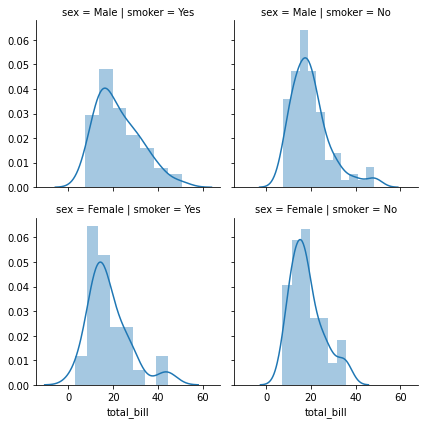 sex = Male | smoker = Yes
sex = Male | smoker = No
0.06
0.05
0.04
0.03
0.02
0.01
0.00
sex = Female | smoker = Yes
sex = Female | smoker = No
0.06
0.05
0.04
0.03
0.02
0.01
0.00
0 20 40 60
0 20 40 60
total_bill
total_bill